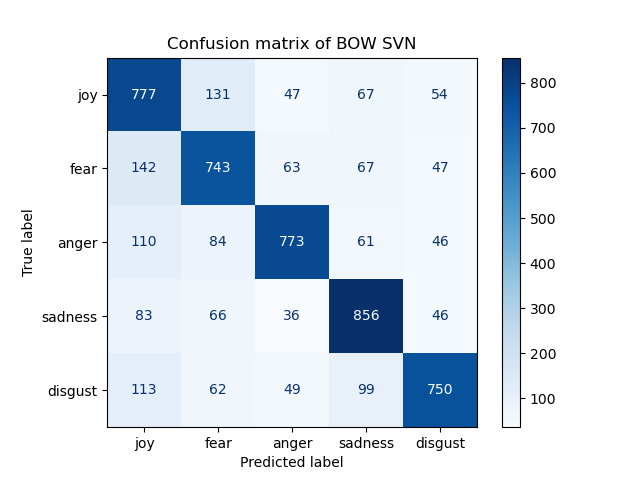 Confusion matrix of BOW SVN
joy 777 131 47 67 54
fear 142 743 63 67 47
anger 110 84 773 61 46
sadness 83 66 36 856 46
disgust 113 62 49 99 750
joy fear anger sadness disgust
Predicted label
True label
800
700
600
500
400
300
200
100